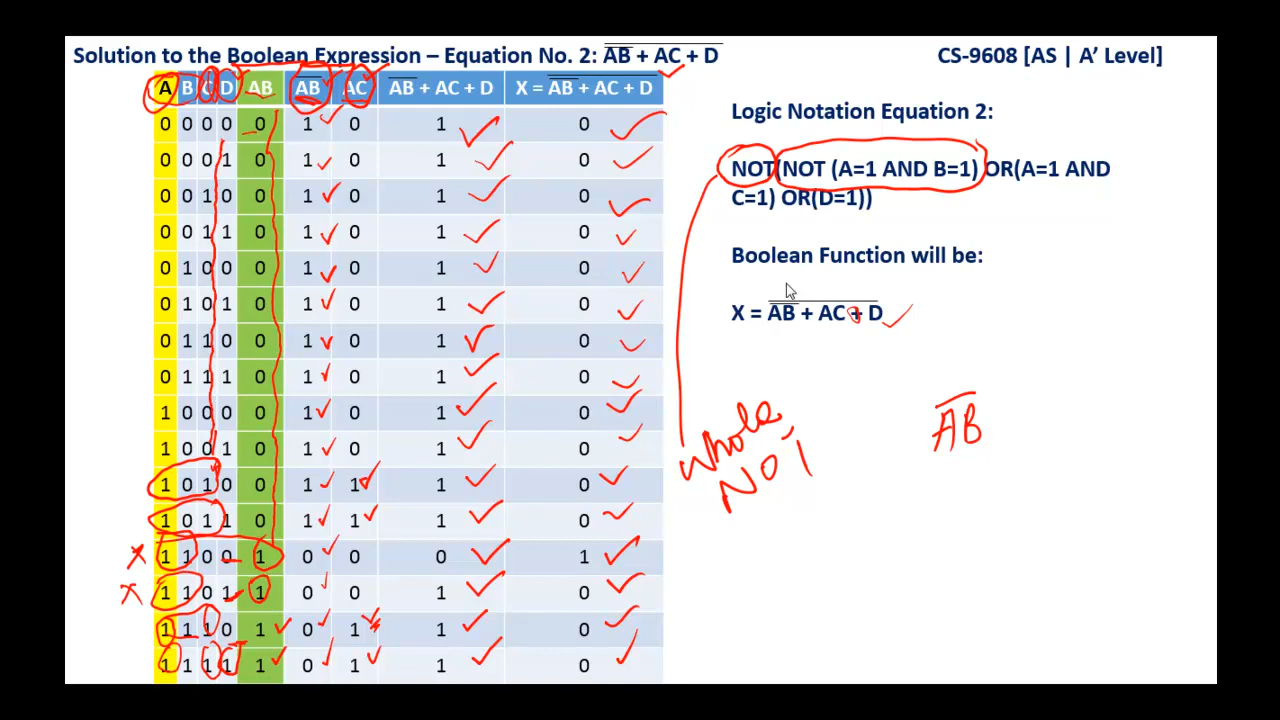 Solution to the Boolean Expression – Equation No. 2: A̅B̅ + AC + D
CS-9608 [AS | A’ Level]
A B C D AB A̅B̅ AC A̅B̅ + AC + D X = A̅B̅ + AC + D
0 0 0 0 0 1 0 1 0
0 0 0 1 0 1 0 1 0
0 0 1 0 0 1 0 1 0
0 0 1 1 0 1 0 1 0
0 1 0 0 0 1 0 1 0
0 1 0 1 0 1 0 1 0
0 1 1 0 0 1 0 1 0
0 1 1 1 0 1 0 1 0
1 0 0 0 0 1 0 1 0
1 0 0 1 0 1 0 1 0
1 0 1 0 0 1 1 1 0
1 0 1 1 0 1 1 1 0
1 1 0 0 1 0 0 0 1
1 1 0 1 1 0 0 1 0
1 1 1 0 1 0 1 1 0
1 1 1 1 1 0 1 1 0
Logic Notation Equation 2:
NOT(NOT (A=1 AND B=1) OR(A=1 AND
C=1) OR(D=1))
Boolean Function will be:
X = A̅B̅ + AC + D
Whole
NOT
A̅B̅